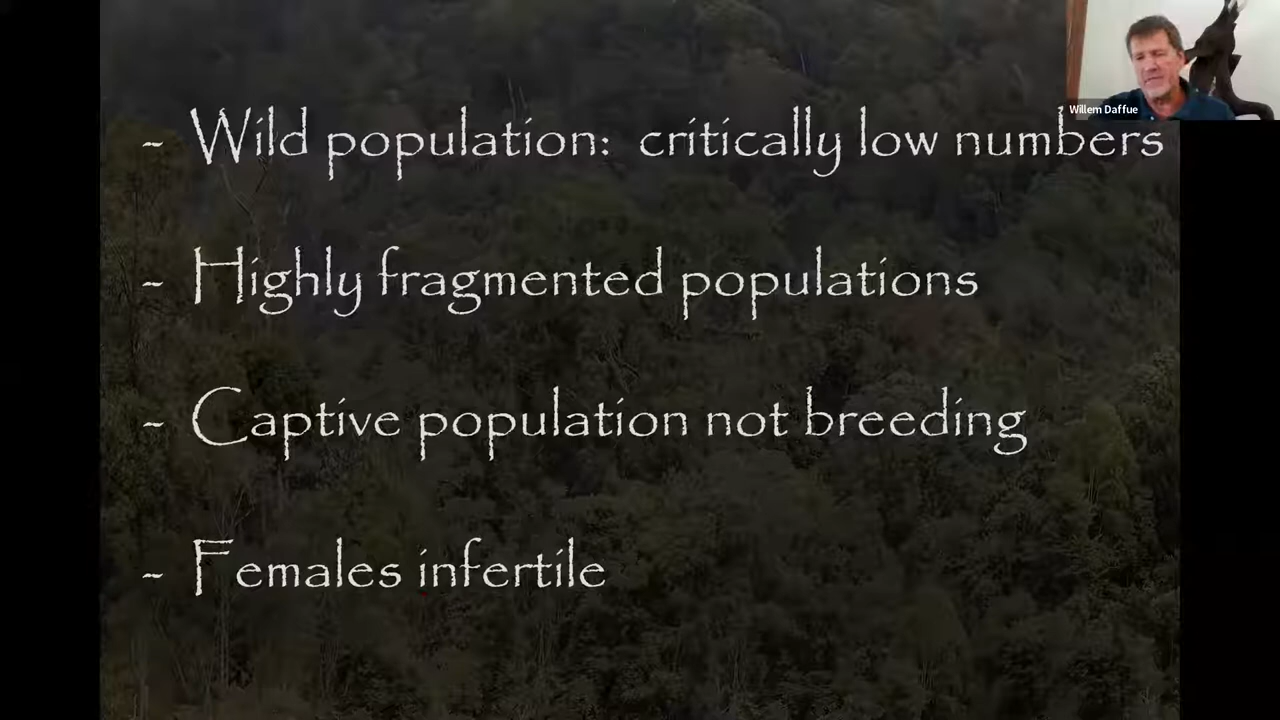 Willem Daffue
- Wild population: critically low numbers
- Highly fragmented populations
- Captive population not breeding
- Females infertile